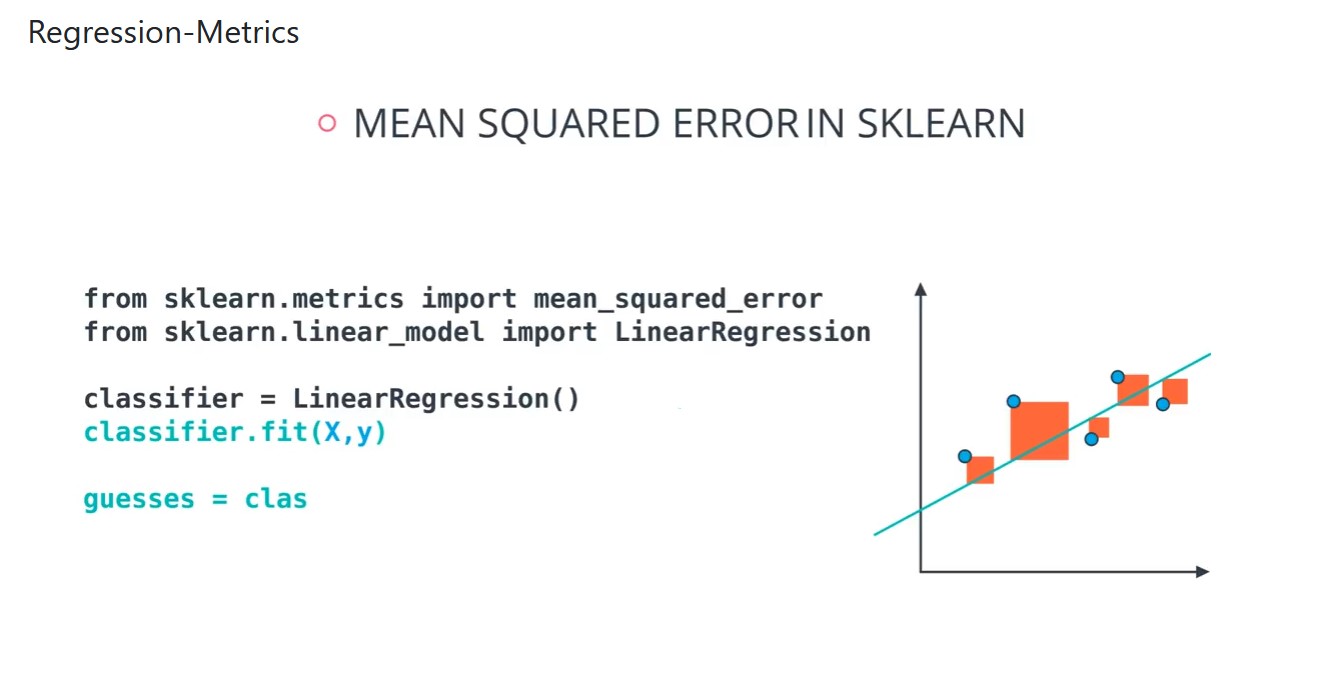 Regression-Metrics
MEAN SQUARED ERROR IN SKLEARN
from sklearn.metrics import mean_squared_error
from sklearn.linear_model import LinearRegression
classifier = LinearRegression()
classifier.fit(X,y)
guesses = clas